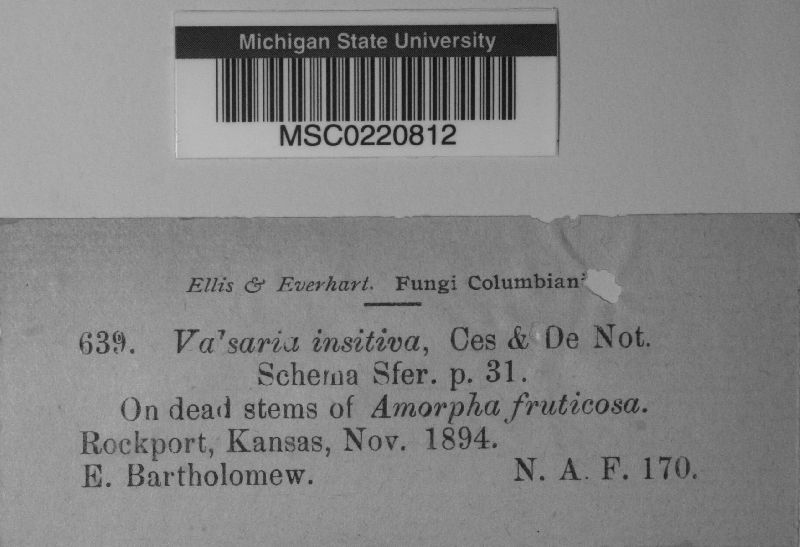 Michigan State University
MSC0220812
Ellis & Everhart. Fungi Columbian
639. Va'saria insitiva, Ces & De Not.
Schema Sfer. p. 31.
On dead stems of Amorpha fruticosa.
Rockport, Kansas, Nov. 1894.
E. Bartholomew. N. A. F. 170.